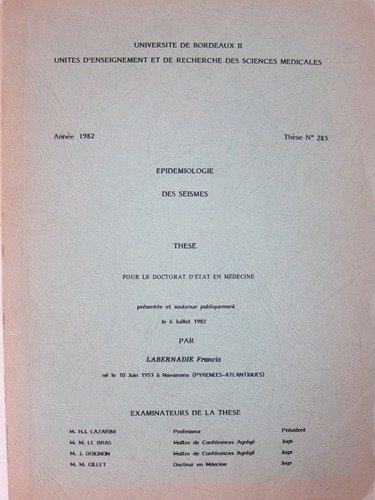 UNIVERSITE DE BORDEAUX II
UNITES D'ENSEIGNEMENT ET DE RECHERCHE DES SCIENCES MEDICALES
Année 1982 Thèse N° 285
EPIDEMIOLOGIE
DES SEISMES
THESE
POUR LE DOCTORAT D'ÉTAT EN MÉDECINE
présentée et soutenue publiquement
le 6 Juillet 1982
PAR
LABERNADIE Francis
né le 10 Juin 1953 à Navarrenx (PYRENEES-ATLANTIQUES)
EXAMINATEURS DE LA THESE
M. H.J. LAZARINI Professeur Président
M. M. LE BRAS Maître de Conférences Agrégé Juge
M. J. DUIGNON Maître de Conférences Agrégé Juge
M. M. GILLET Docteur en Médecine Juge